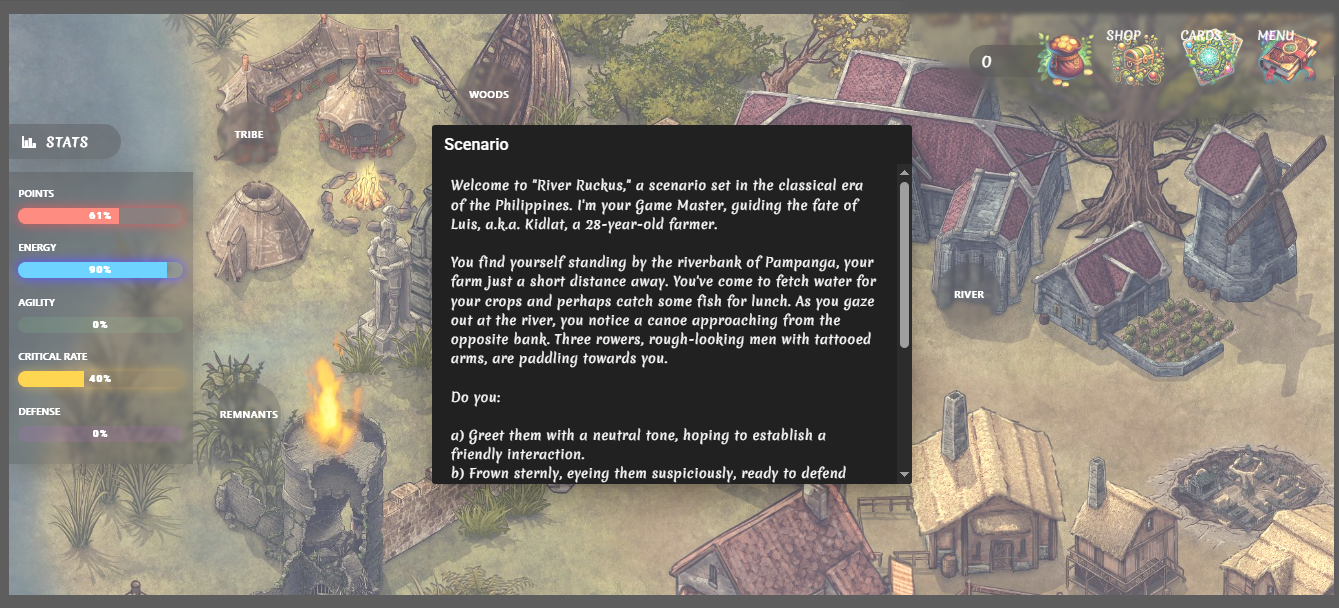 SHOP
CARDS
MENU
0
WOODS
TRIBE
STATS
POINTS
61%
ENERGY
90%
AGILITY
0%
CRITICAL RATE
40%
DEFENSE
0%
REMNANTS
RIVER
Scenario
Welcome to "River Ruckus," a scenario set in the classical era
of the Philippines. I'm your Game Master, guiding the fate of
Luis, a.k.a. Kidlat, a 28-year-old farmer.
You find yourself standing by the riverbank of Pampanga, your
farm just a short distance away. You've come to fetch water for
your crops and perhaps catch some fish for lunch. As you gaze
out at the river, you notice a canoe approaching from the
opposite bank. Three rowers, rough-looking men with tattooed
arms, are paddling towards you.
Do you:
a) Greet them with a neutral tone, hoping to establish a
friendly interaction.
b) Frown sternly, eyeing them suspiciously, ready to defend